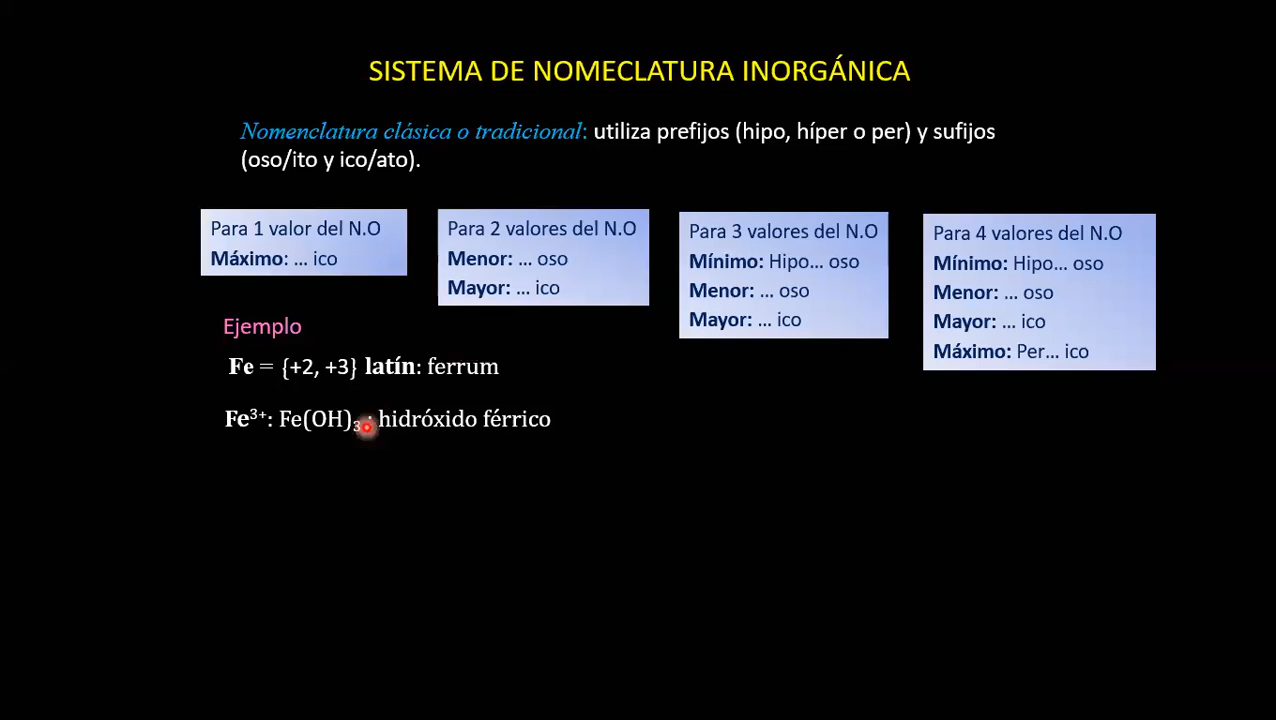 SISTEMA DE NOMECLATURA INORGÁNICA
Nomenclatura clásica o tradicional: utiliza prefijos (hipo, híper o per) y sufijos
(oso/ito y ico/ato).
Para 1 valor del N.O
Máximo: ... ico
Para 2 valores del N.O
Menor: ... oso
Mayor: ... ico
Para 3 valores del N.O
Mínimo: Hipo... oso
Menor: ... oso
Mayor: ... ico
Para 4 valores del N.O
Mínimo: Hipo... oso
Menor: ... oso
Mayor: ... ico
Máximo: Per... ico
Ejemplo
Fe = {+2, +3} latín: ferrum
Fe³⁺: Fe(OH)₃ : hidróxido férrico